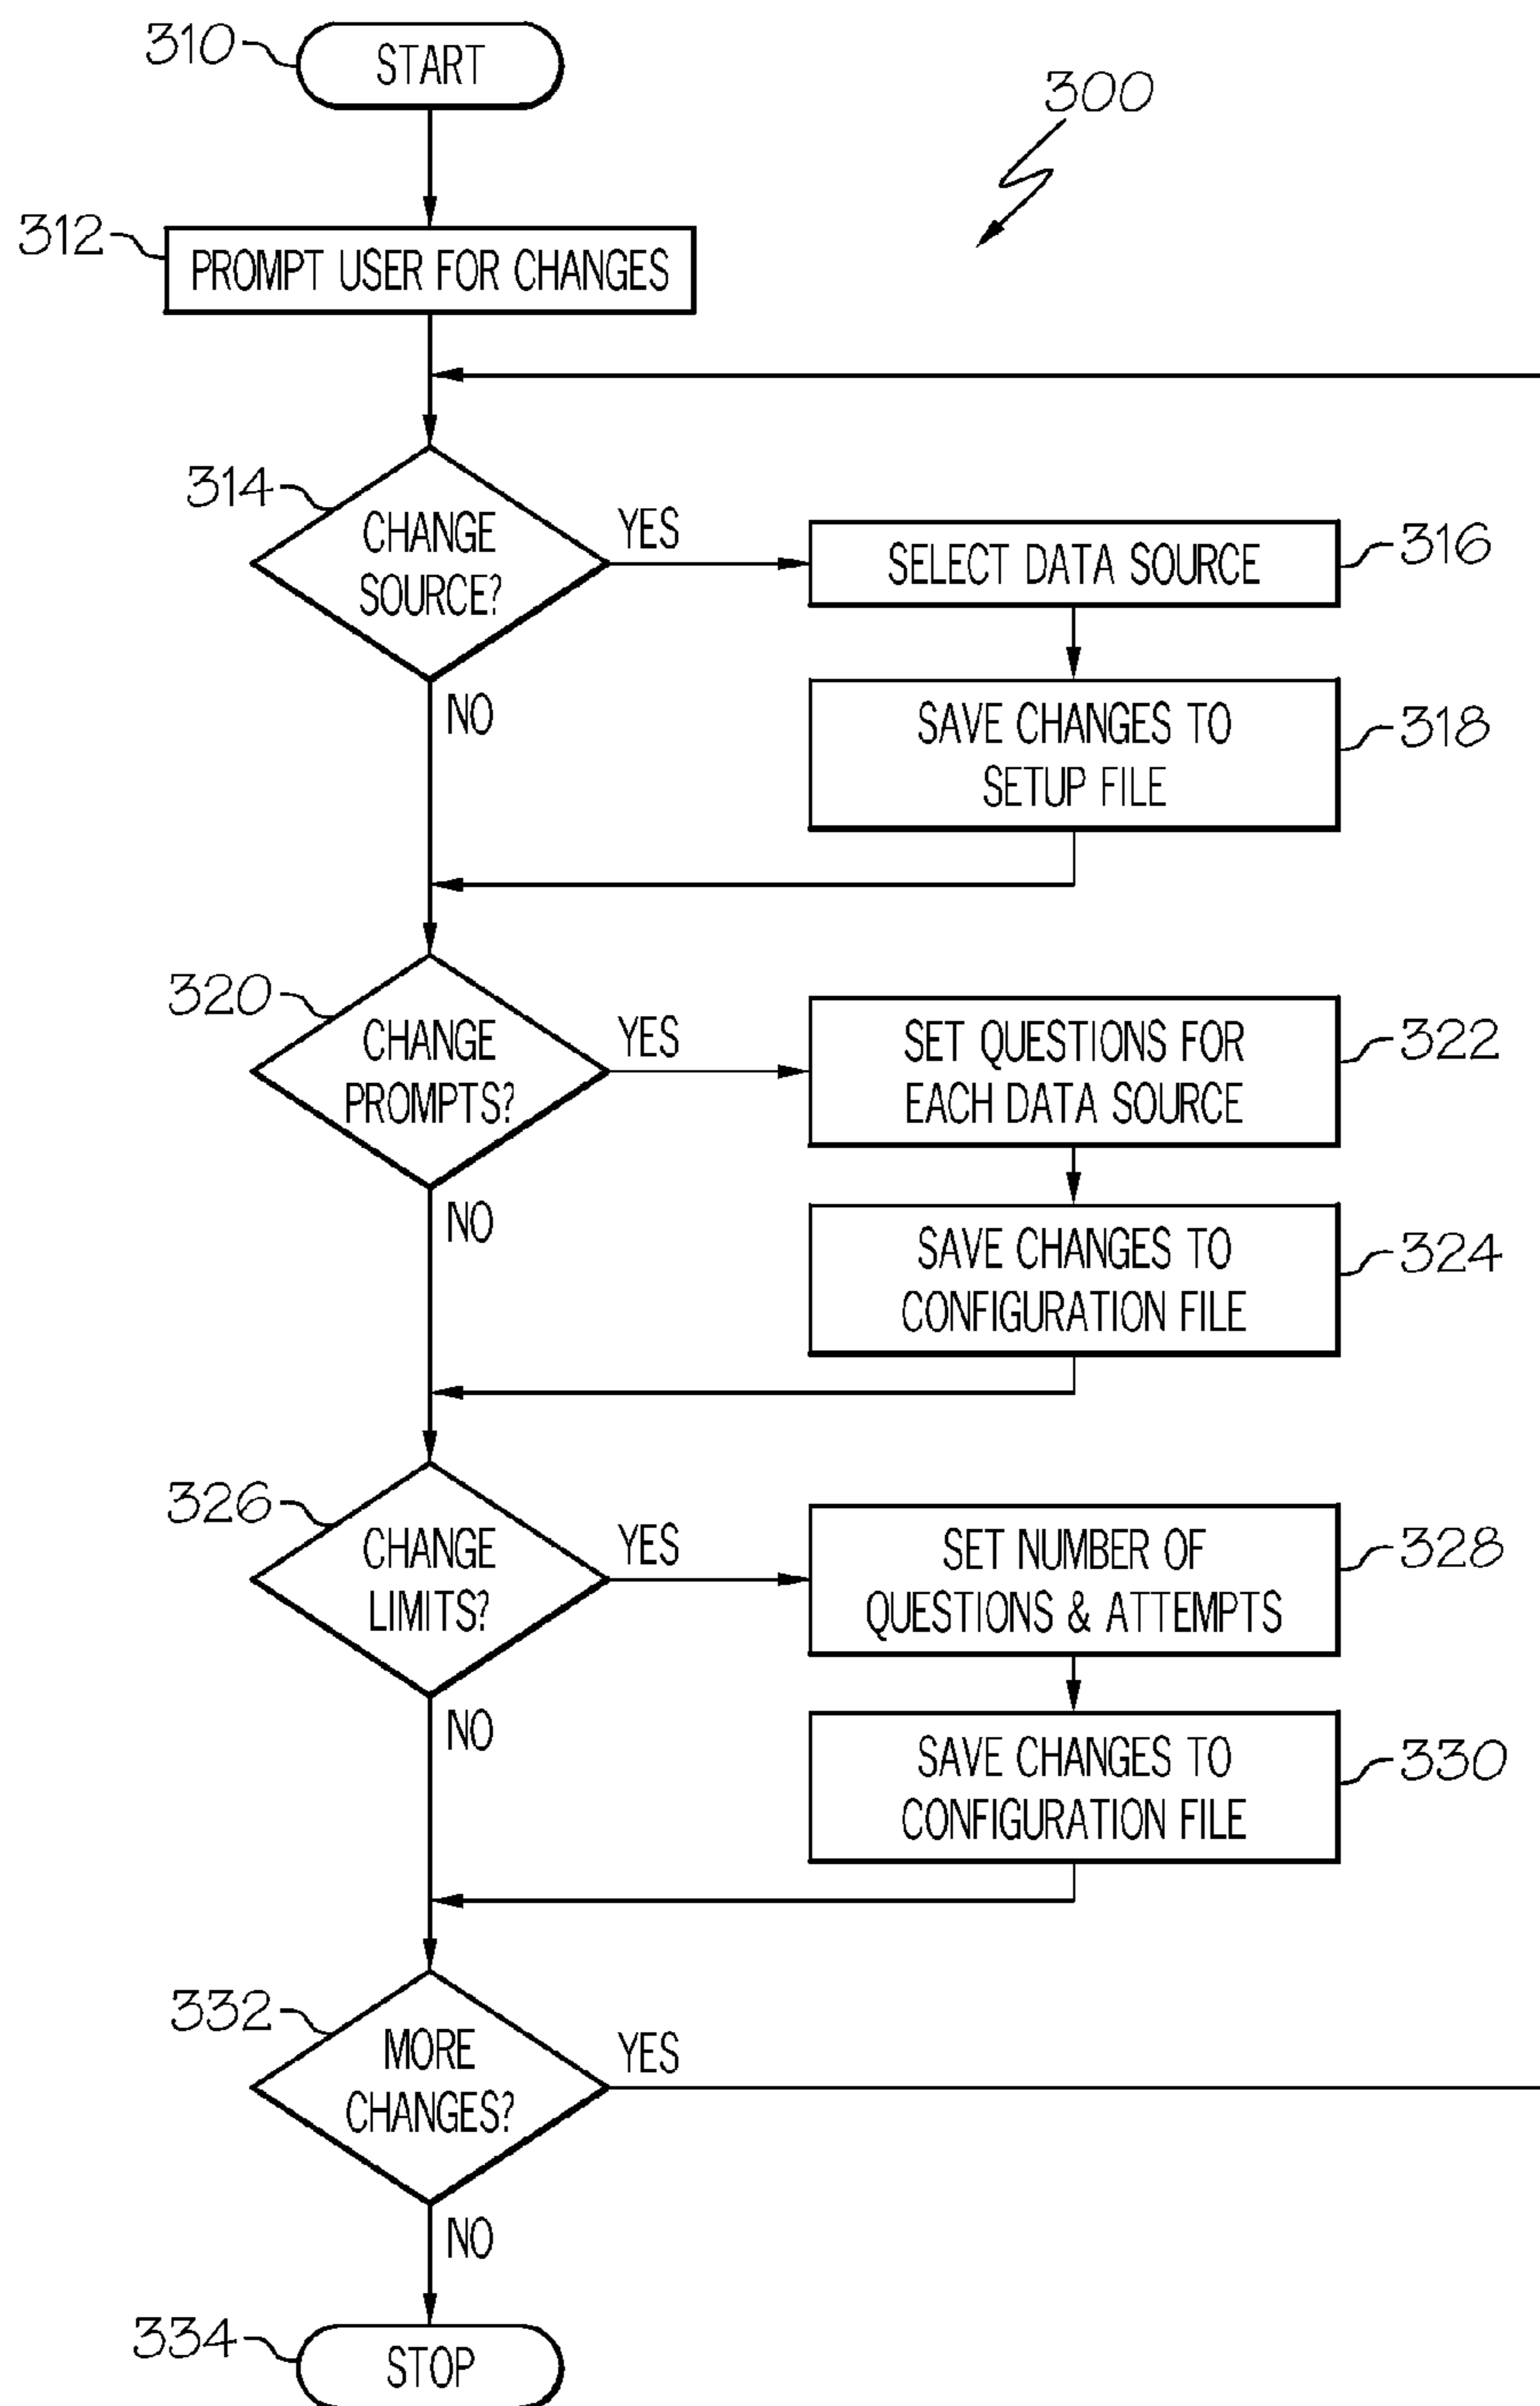 310
START
300
312
PROMPT USER FOR CHANGES
314
CHANGE
SOURCE?
YES
SELECT DATA SOURCE
316
NO
SAVE CHANGES TO
SETUP FILE
318
320
CHANGE
PROMPTS?
YES
SET QUESTIONS FOR
EACH DATA SOURCE
322
NO
SAVE CHANGES TO
CONFIGURATION FILE
324
326
CHANGE
LIMITS?
YES
SET NUMBER OF
QUESTIONS & ATTEMPTS
328
NO
SAVE CHANGES TO
CONFIGURATION FILE
330
332
MORE
CHANGES?
YES
NO
334
STOP